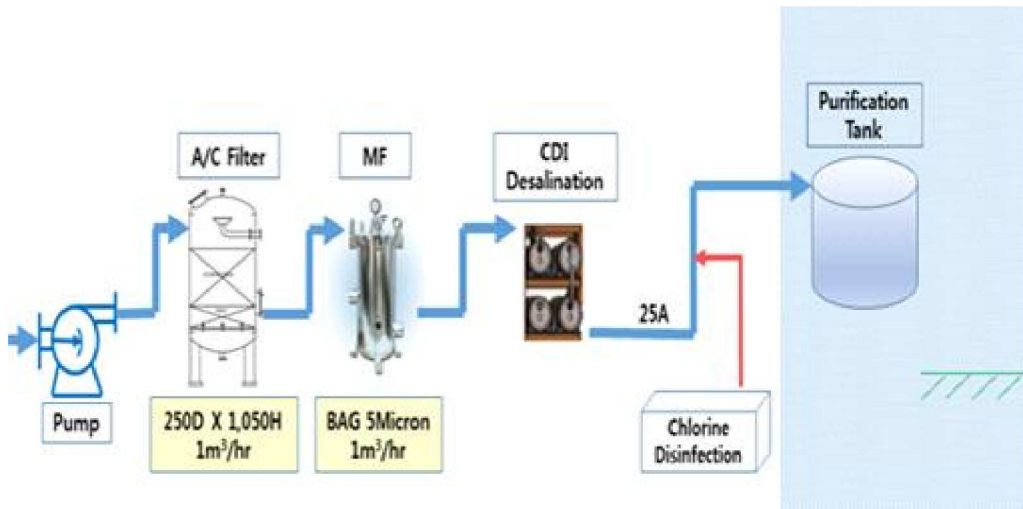 Purification
Tank
A/C Filter
MF
CDI
Desalination
25A
Pump
250D X 1,050H
1m³/hr
BAG 5Micron
1m³/hr
Chlorine
Disinfection